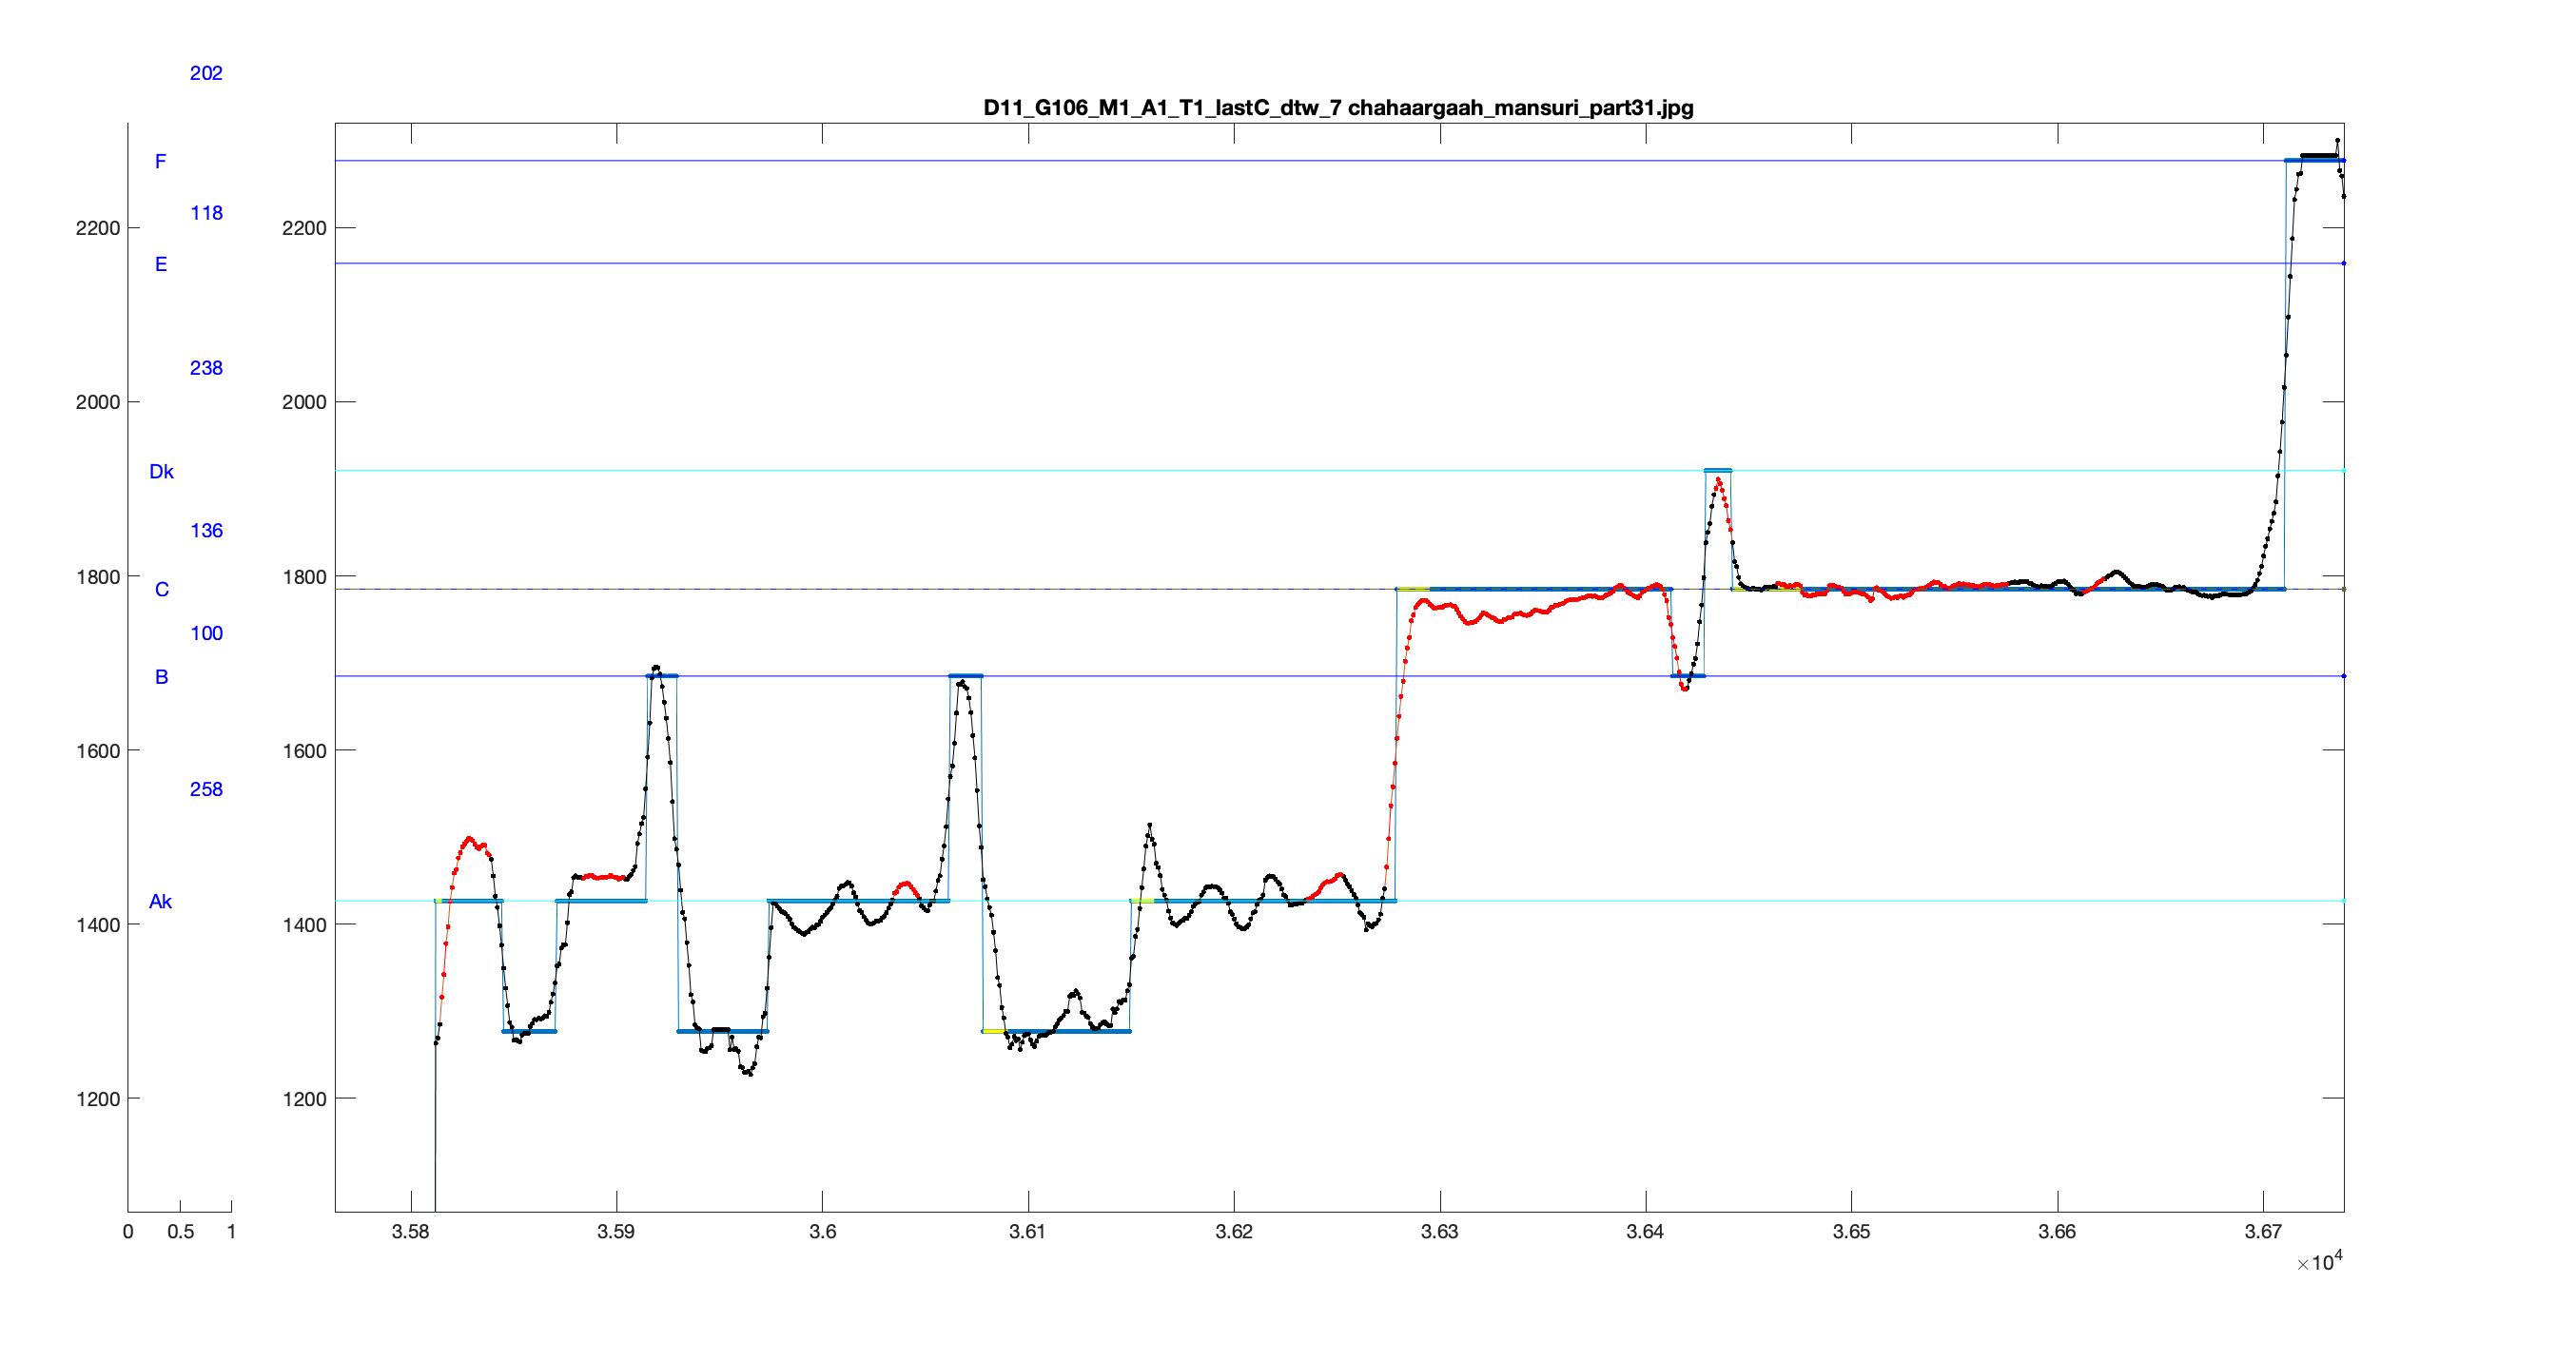 202
D11_G106_M1_A1_T1_lastC_dtw_7 chahaargaah_mansuri_part31.jpg
F
118
2200 2200
E
238
2000 2000
Dk
136
1800 1800
C
100
B
1600 1600
258
Ak
1400 1400
1200 1200
0 0.5 1 3.58 3.59 3.6 3.61 3.62 3.63 3.64 3.65 3.66 3.67
×10⁴